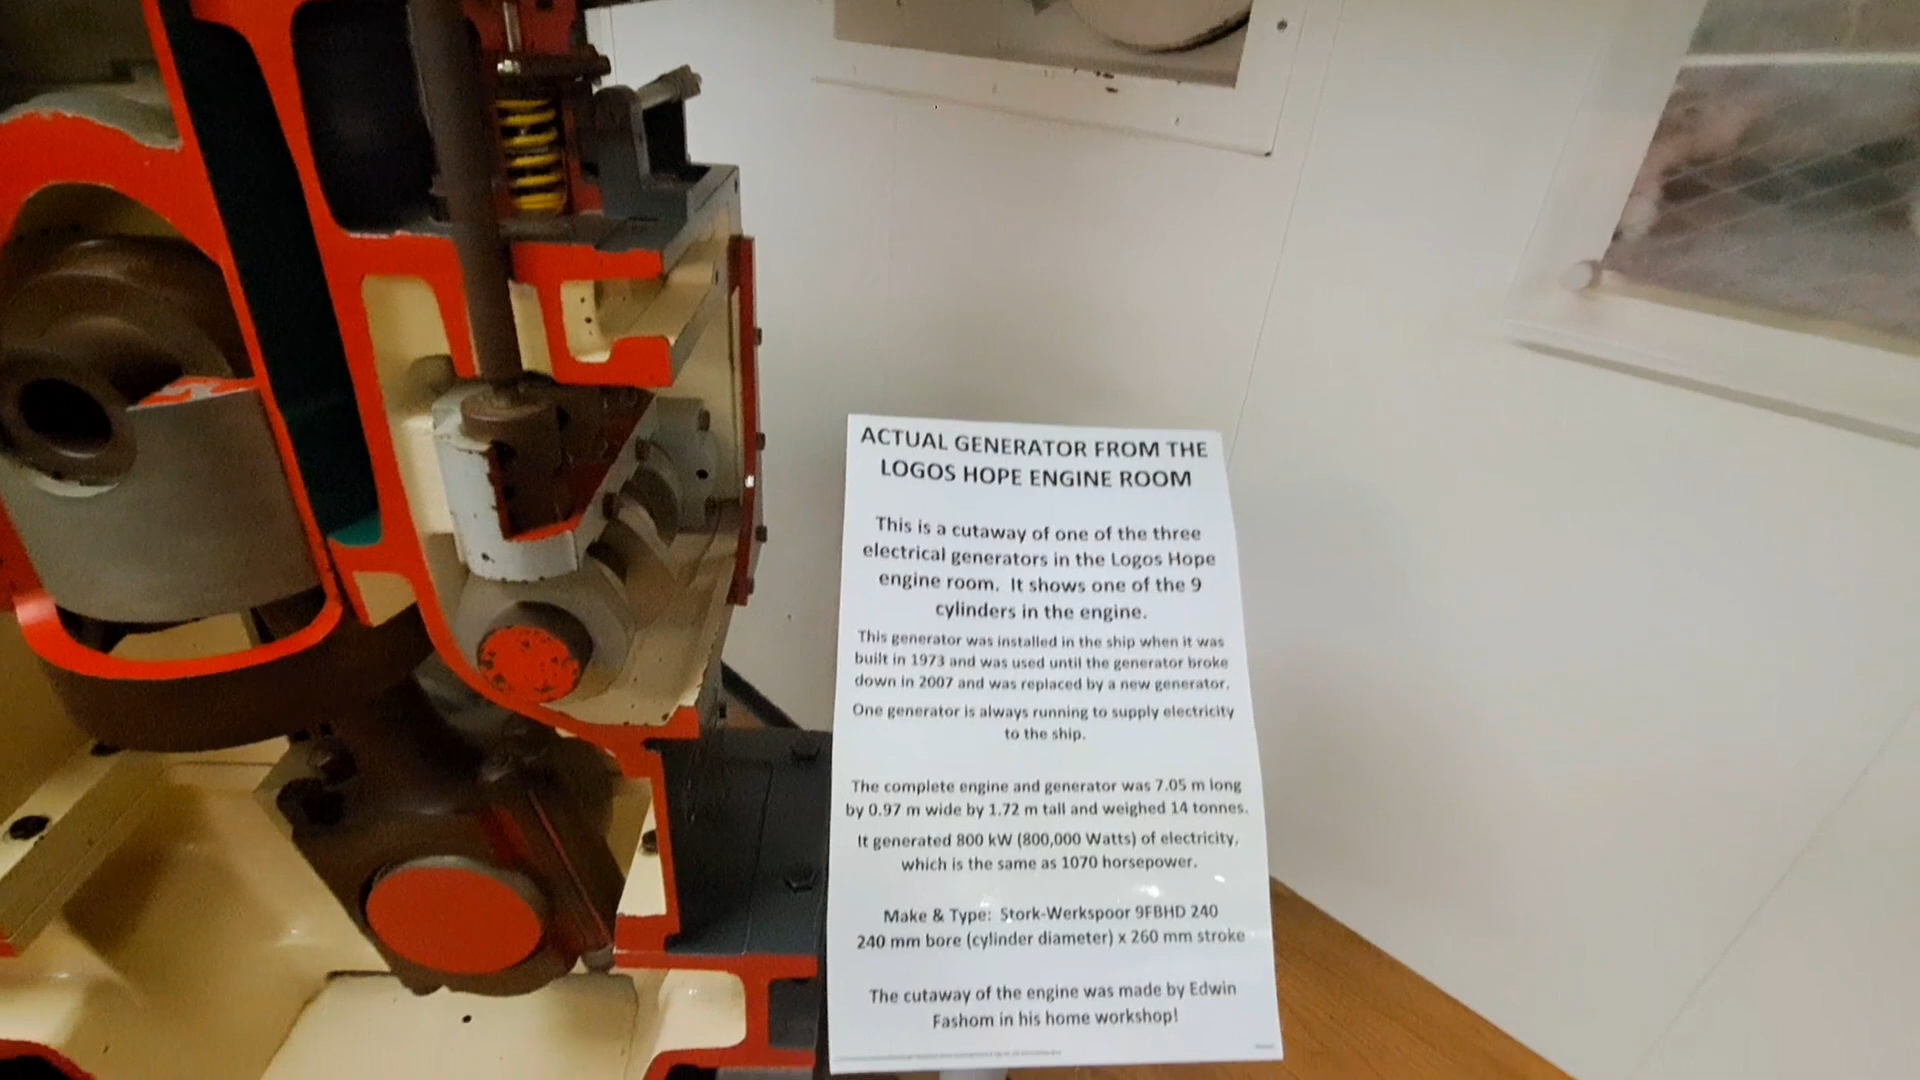 ACTUAL GENERATOR FROM THE
LOGOS HOPE ENGINE ROOM
This is a cutaway of one of the three
electrical generators in the Logos Hope
engine room. It shows one of the 9
cylinders in the engine.
This generator was installed in the ship when it was
built in 1973 and was used until the generator broke
down in 2007 and was replaced by a new generator.
One generator is always running to supply electricity
to the ship.
The complete engine and generator was 7.05 m long
by 0.97 m wide by 1.72 m tall and weighed 14 tonnes.
It generated 800 kW (800,000 Watts) of electricity,
which is the same as 1070 horsepower.
Make & Type: Stork-Werkspoor 9FBHD 240
240 mm bore (cylinder diameter) x 260 mm stroke
The cutaway of the engine was made by Edwin
Fashom in his home workshop!